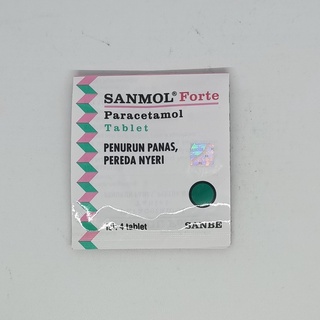 SANMOL® Forte
Paracetamol
Tablet
PENURUN PANAS,
PEREDA NYERI
4 tablet
SANBE